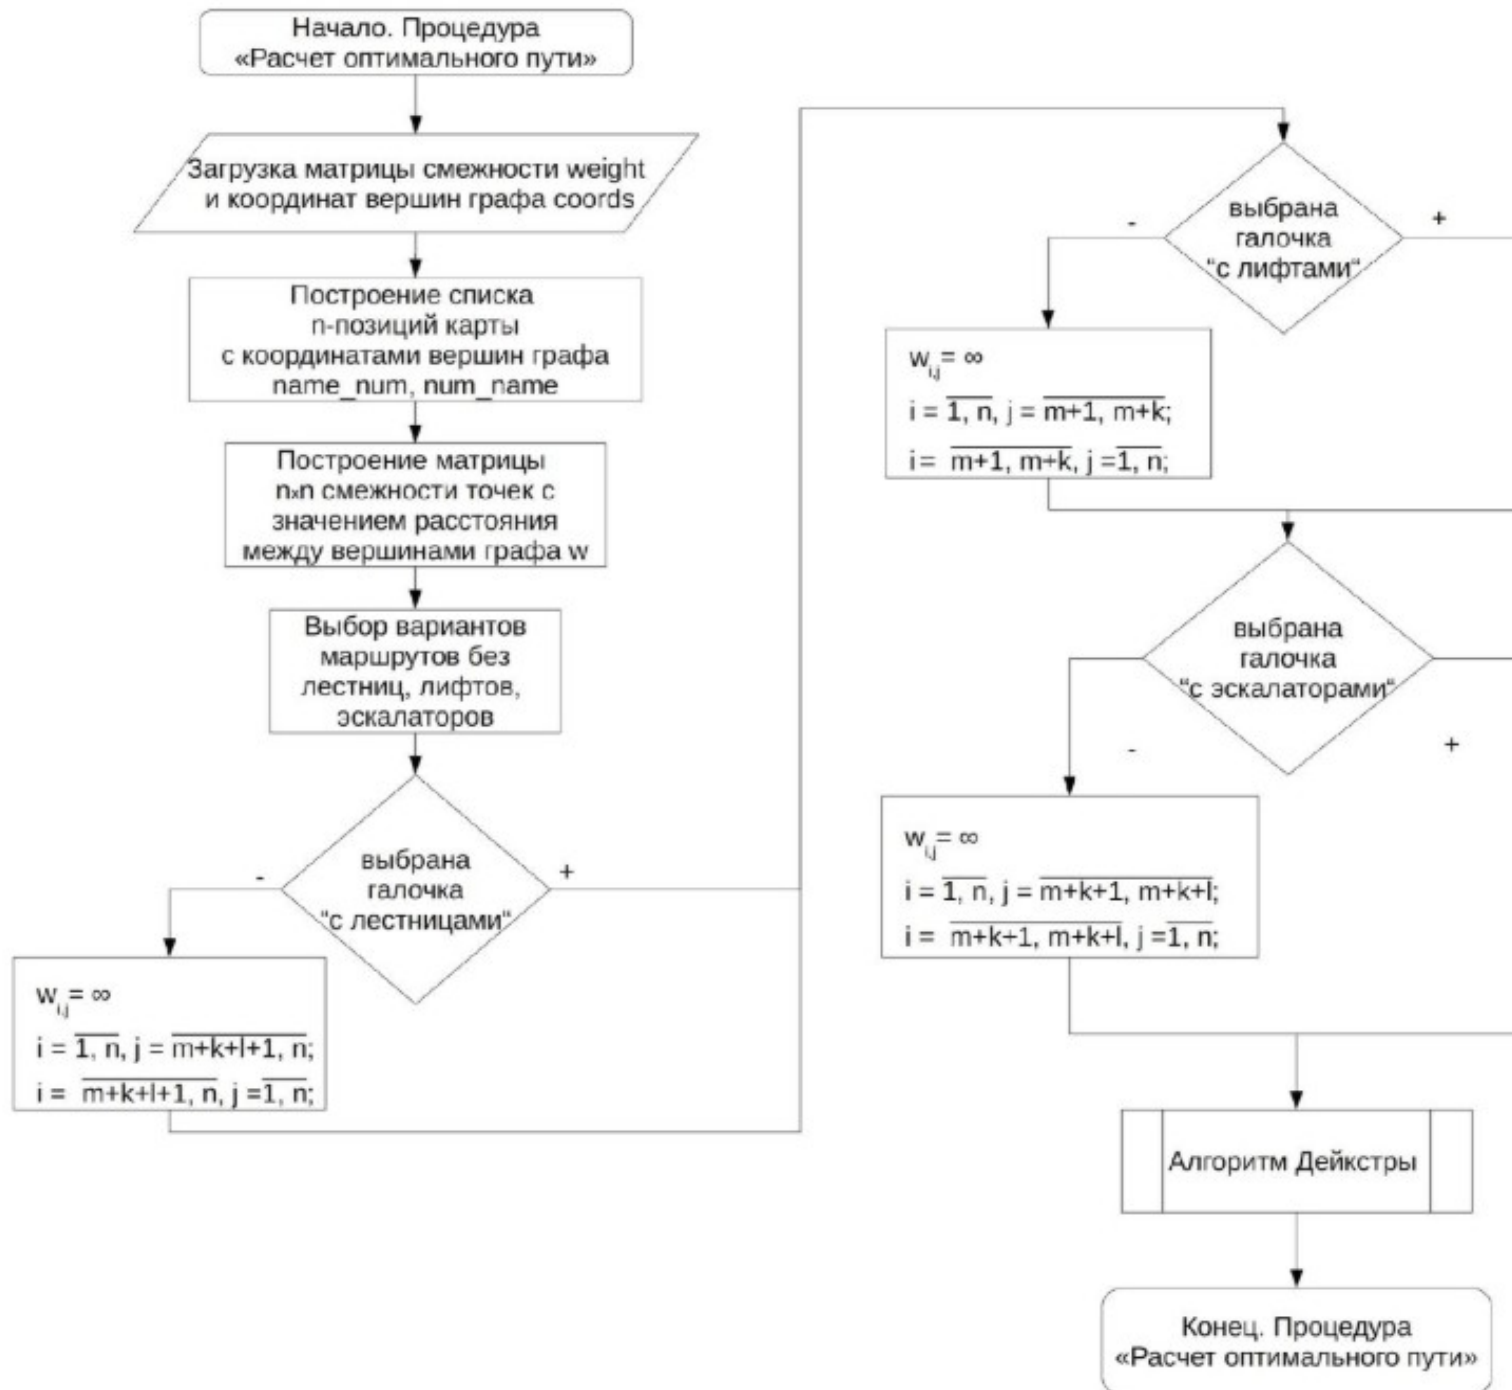 Начало. Процедура
«Расчет оптимального пути»
Загрузка матрицы смежности weight
и координат вершин графа coords
Построение списка
n-позиций карты
с координатами вершин графа
name_num, num_name
Построение матрицы
nxn смежности точек с
значением расстояния
между вершинами графа w
Выбор вариантов
маршрутов без
лестниц, лифтов,
эскалаторов
выбрана
галочка
“с лестницами“
-
+
w i,j = ∞
i = 1, n, j = m+k+l+1, n;
i = m+k+l+1, n, j =1, n;
выбрана
галочка
“с лифтами“
-
+
w i,j = ∞
i = 1, n, j = m+1, m+k;
i= m+1, m+k, j =1, n;
выбрана
галочка
“с эскалаторами“
-
+
w i,j = ∞
i = 1, n, j = m+k+1, m+k+l;
i = m+k+1, m+k+l, j =1, n;
Алгоритм Дейкстры
Конец. Процедура
«Расчет оптимального пути»